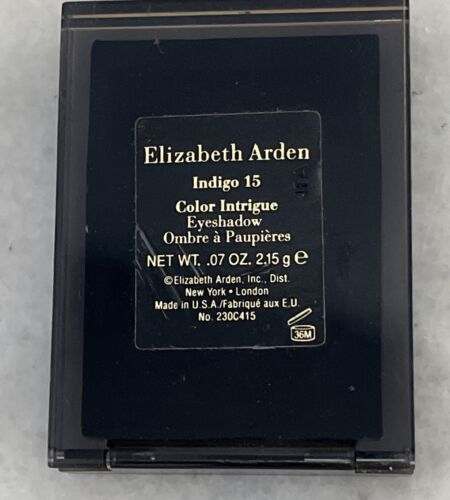 Elizabeth Arden
Indigo 15
Color Intrigue
Eyeshadow
Ombre à Paupières
NET WT. .07 OZ. 2,15 g ℮
©Elizabeth Arden, Inc., Dist.
New York • London
Made in U.S.A./Fabriqué aux E.U.
No. 230C415
36M